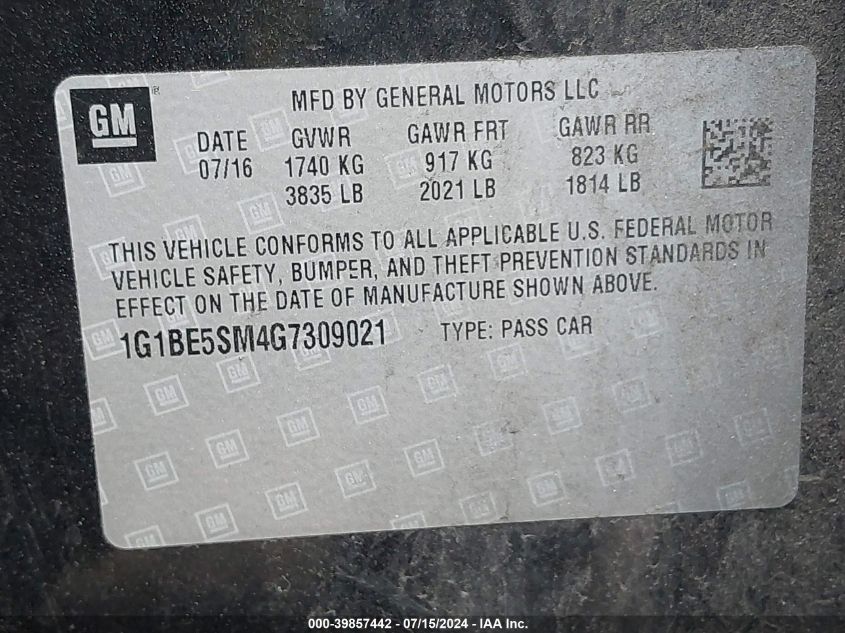 GM ®
MFD BY GENERAL MOTORS LLC
DATE GVWR GAWR FRT GAWR RR
07/16 1740 KG 917 KG 823 KG
3835 LB 2021 LB 1814 LB
THIS VEHICLE CONFORMS TO ALL APPLICABLE U.S. FEDERAL MOTOR
VEHICLE SAFETY, BUMPER, AND THEFT PREVENTION STANDARDS IN
EFFECT ON THE DATE OF MANUFACTURE SHOWN ABOVE.
1G1BE5SM4G7309021 TYPE: PASS CAR
000-39857442 - 07/15/2024 - IAA Inc.